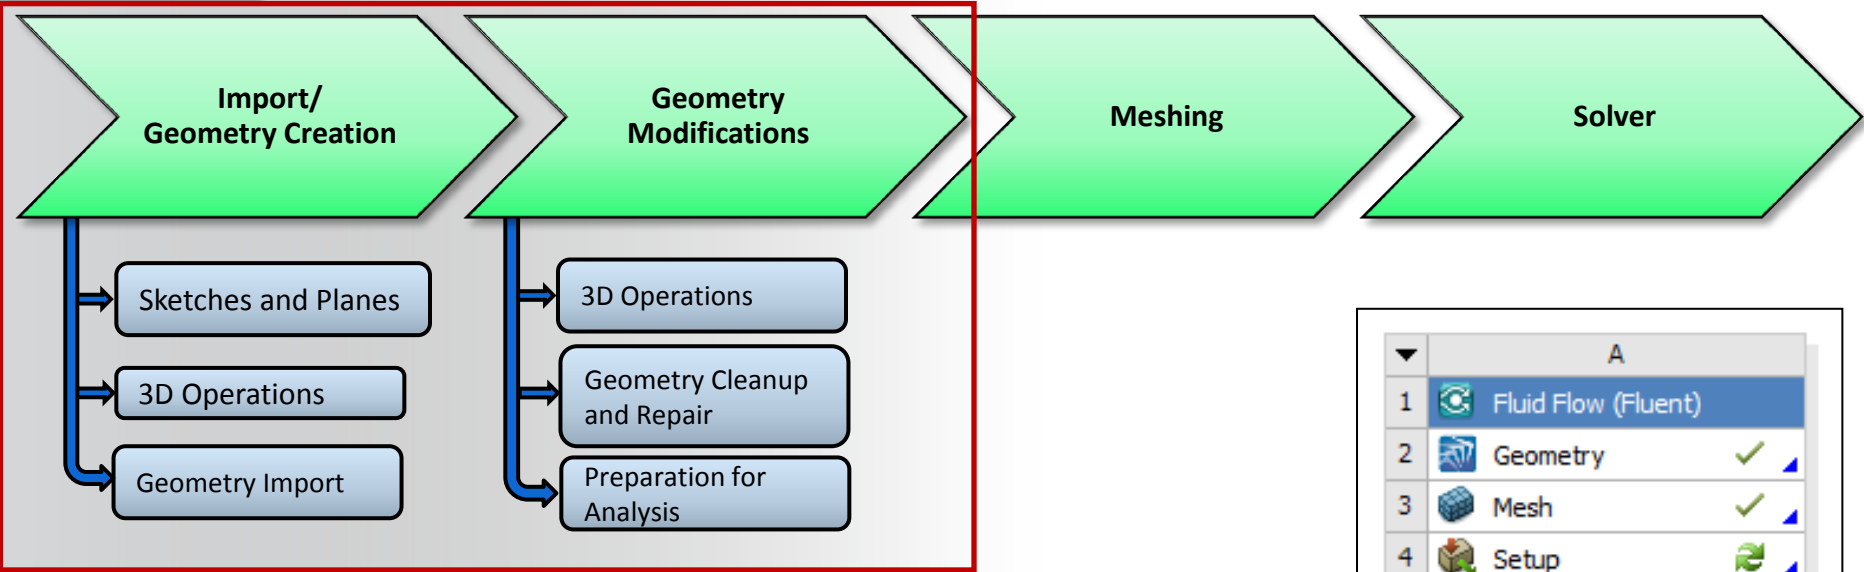 Import/
Geometry Creation
Geometry
Modifications
Meshing
Solver
Sketches and Planes
3D Operations
Geometry Import
3D Operations
Geometry Cleanup
and Repair
Preparation for
Analysis
A
1 Fluid Flow (Fluent)
2 Geometry
3 Mesh
4 Setup